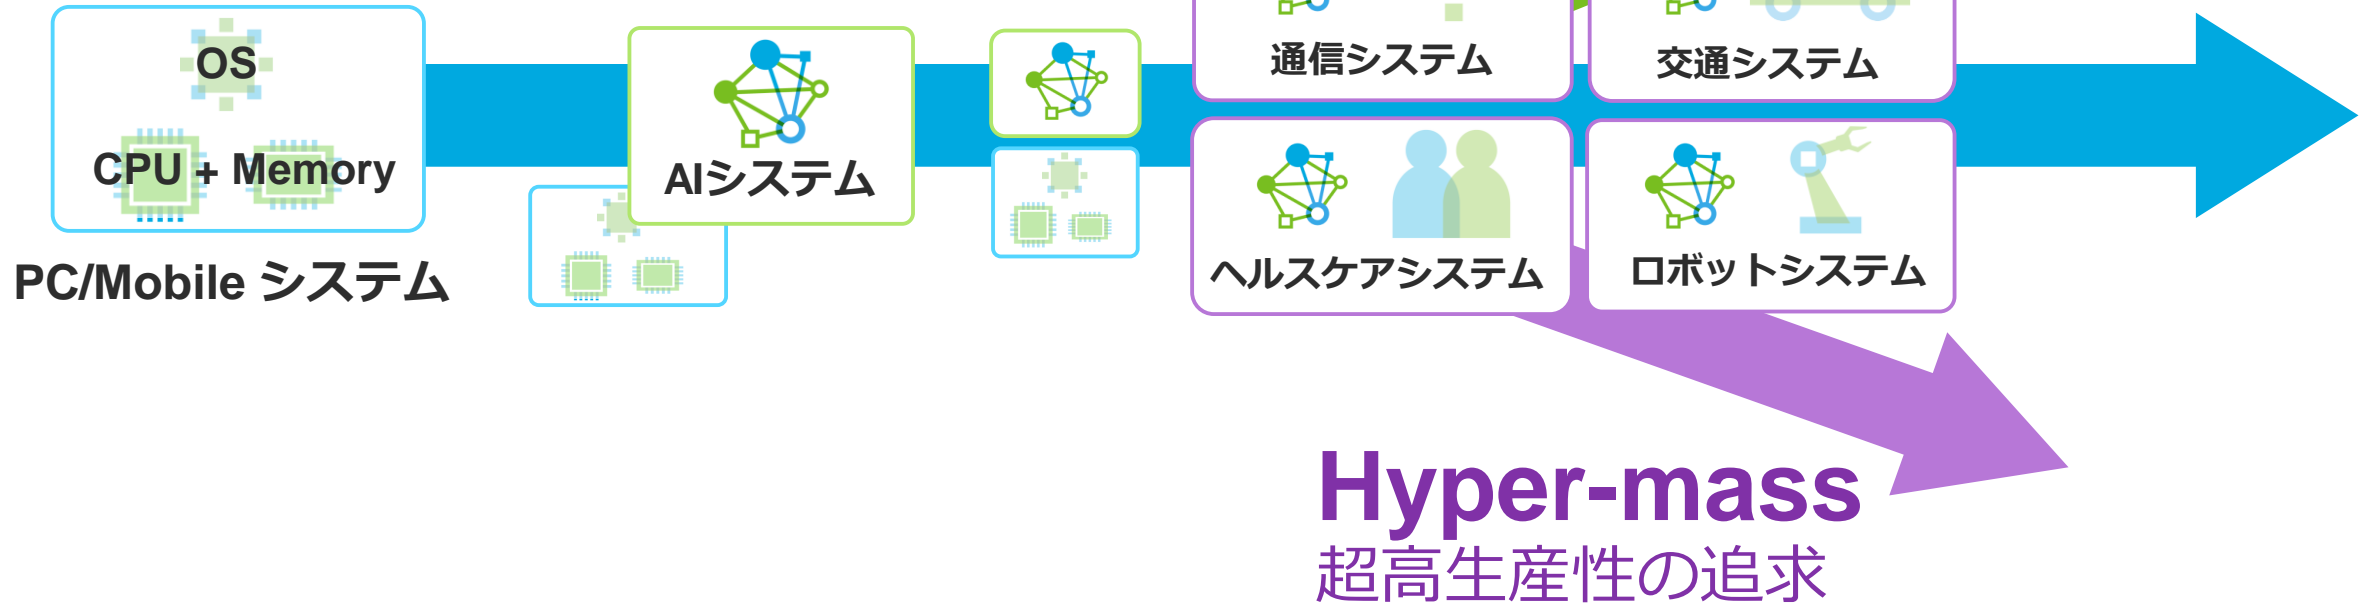 OS
CPU + Memory
PC/Mobile システム
AIシステム
通信システム
交通システム
ヘルスケアシステム
ロボットシステム
Hyper-mass
超高生産性の追求